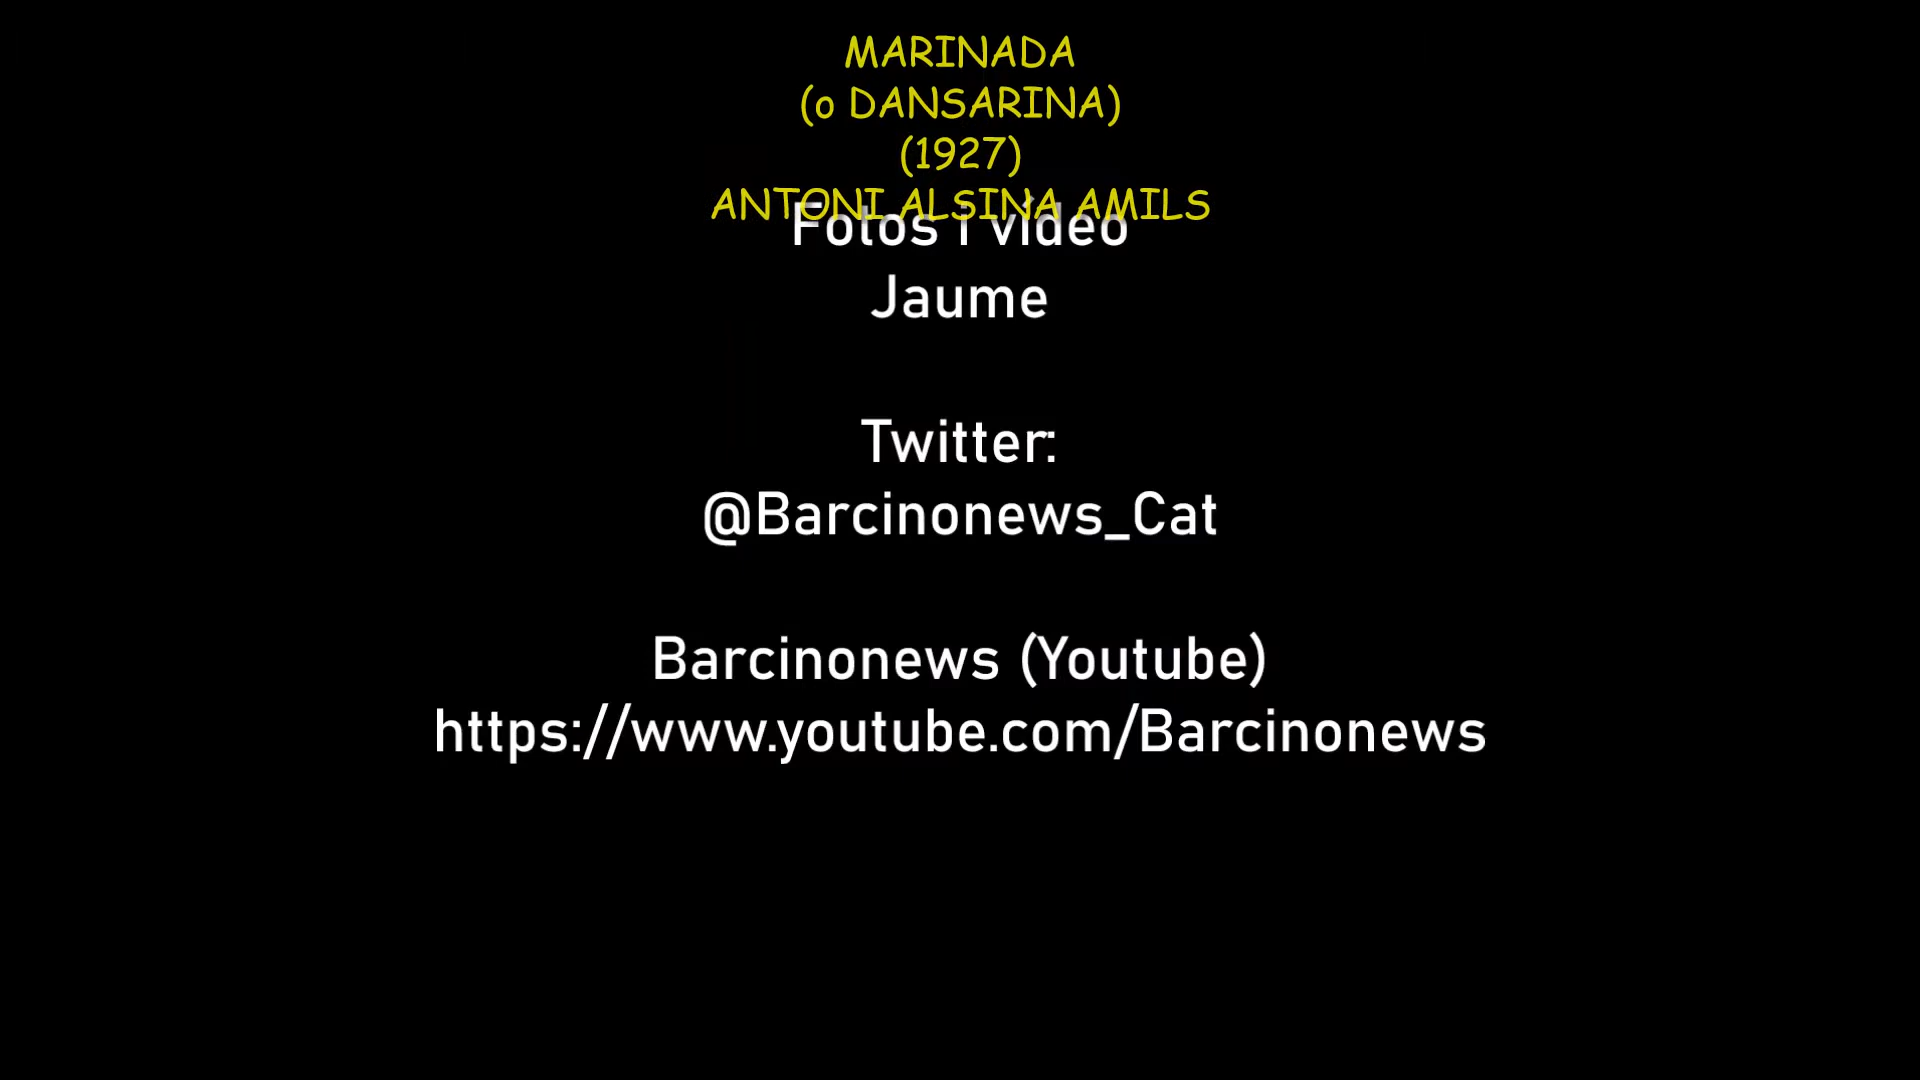 MARINADA
(o DANSARINA)
(1927)
ANTONI ALSINA AMILS
Fotos i vídeo
Jaume
Twitter:
@Barcinonews_Cat
Barcinonews (Youtube)
https://www.youtube.com/Barcinonews